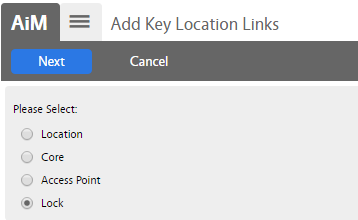 AiM Add Key Location Links
Next Cancel
Please Select:
Location
Core
Access Point
Lock